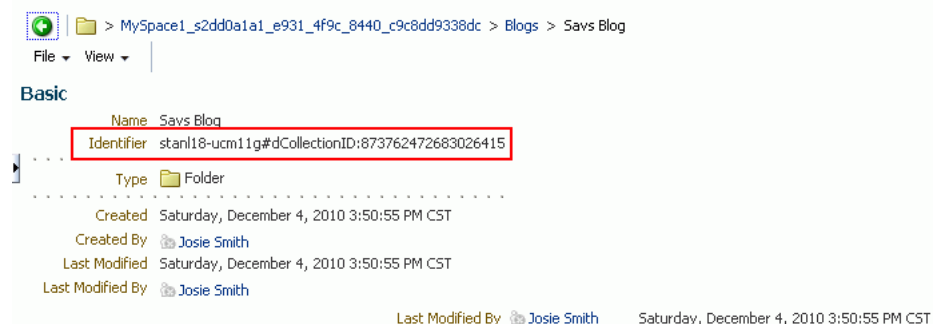 > MySpace1_s2dd0a1a1_e931_4f9c_8440_c9c8dd9338dc > Blogs > Savs Blog
File View
Basic
Name Savs Blog
Identifier stanl18-ucm11g#dCollectionID:873762472683026415
Type Folder
Created Saturday, December 4, 2010 3:50:55 PM CST
Created By Josie Smith
Last Modified Saturday, December 4, 2010 3:50:55 PM CST
Last Modified By Josie Smith
Last Modified By Josie Smith Saturday, December 4, 2010 3:50:55 PM CST